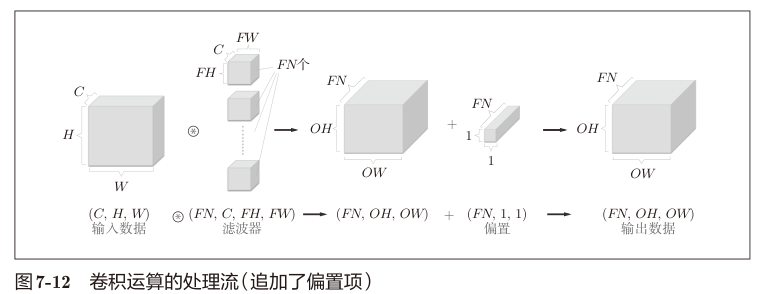 C
H
W
⊛
C
FW
FH
FN个
FN
OH
OW
+
FN
1
1
FN
OH
OW
(C, H, W) ⊛ (FN, C, FH, FW) → (FN, OH, OW) + (FN, 1, 1) → (FN, OH, OW)
输入数据 滤波器 偏置 输出数据
图7-12 卷积运算的处理流(追加了偏置项)